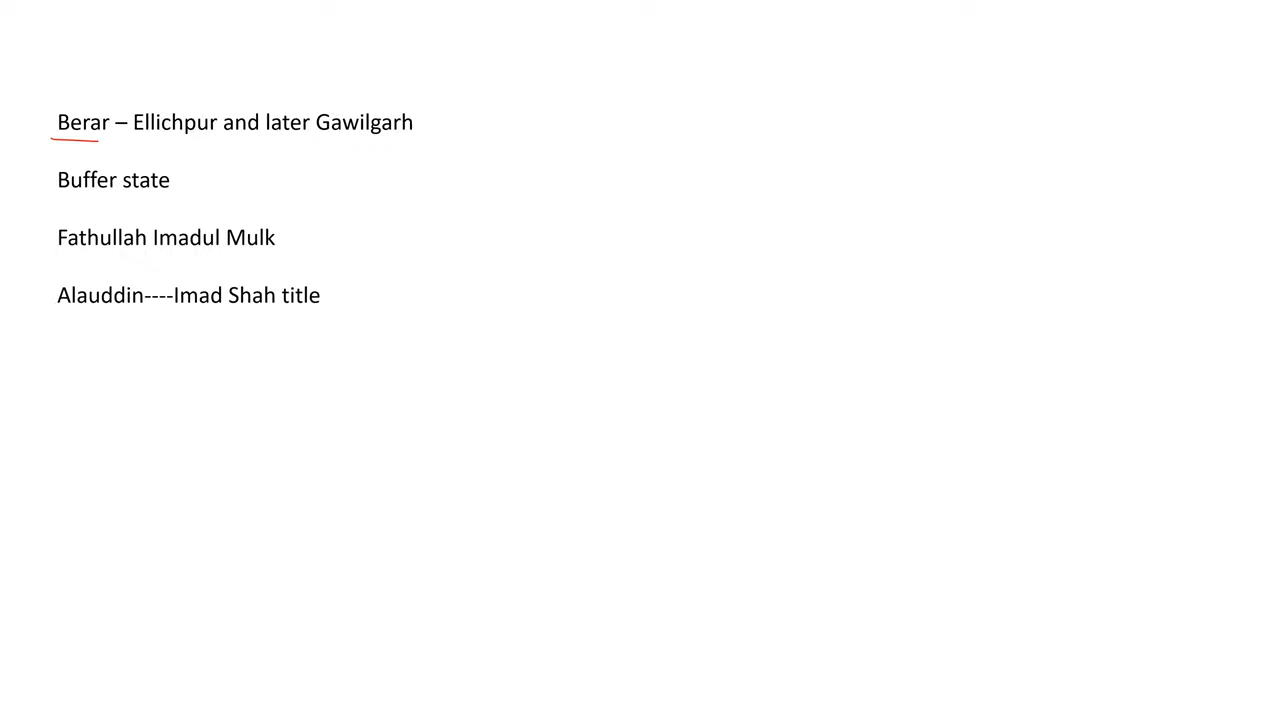 Berar – Ellichpur and later Gawilgarh
Buffer state
Fathullah Imadul Mulk
Alauddin----Imad Shah title